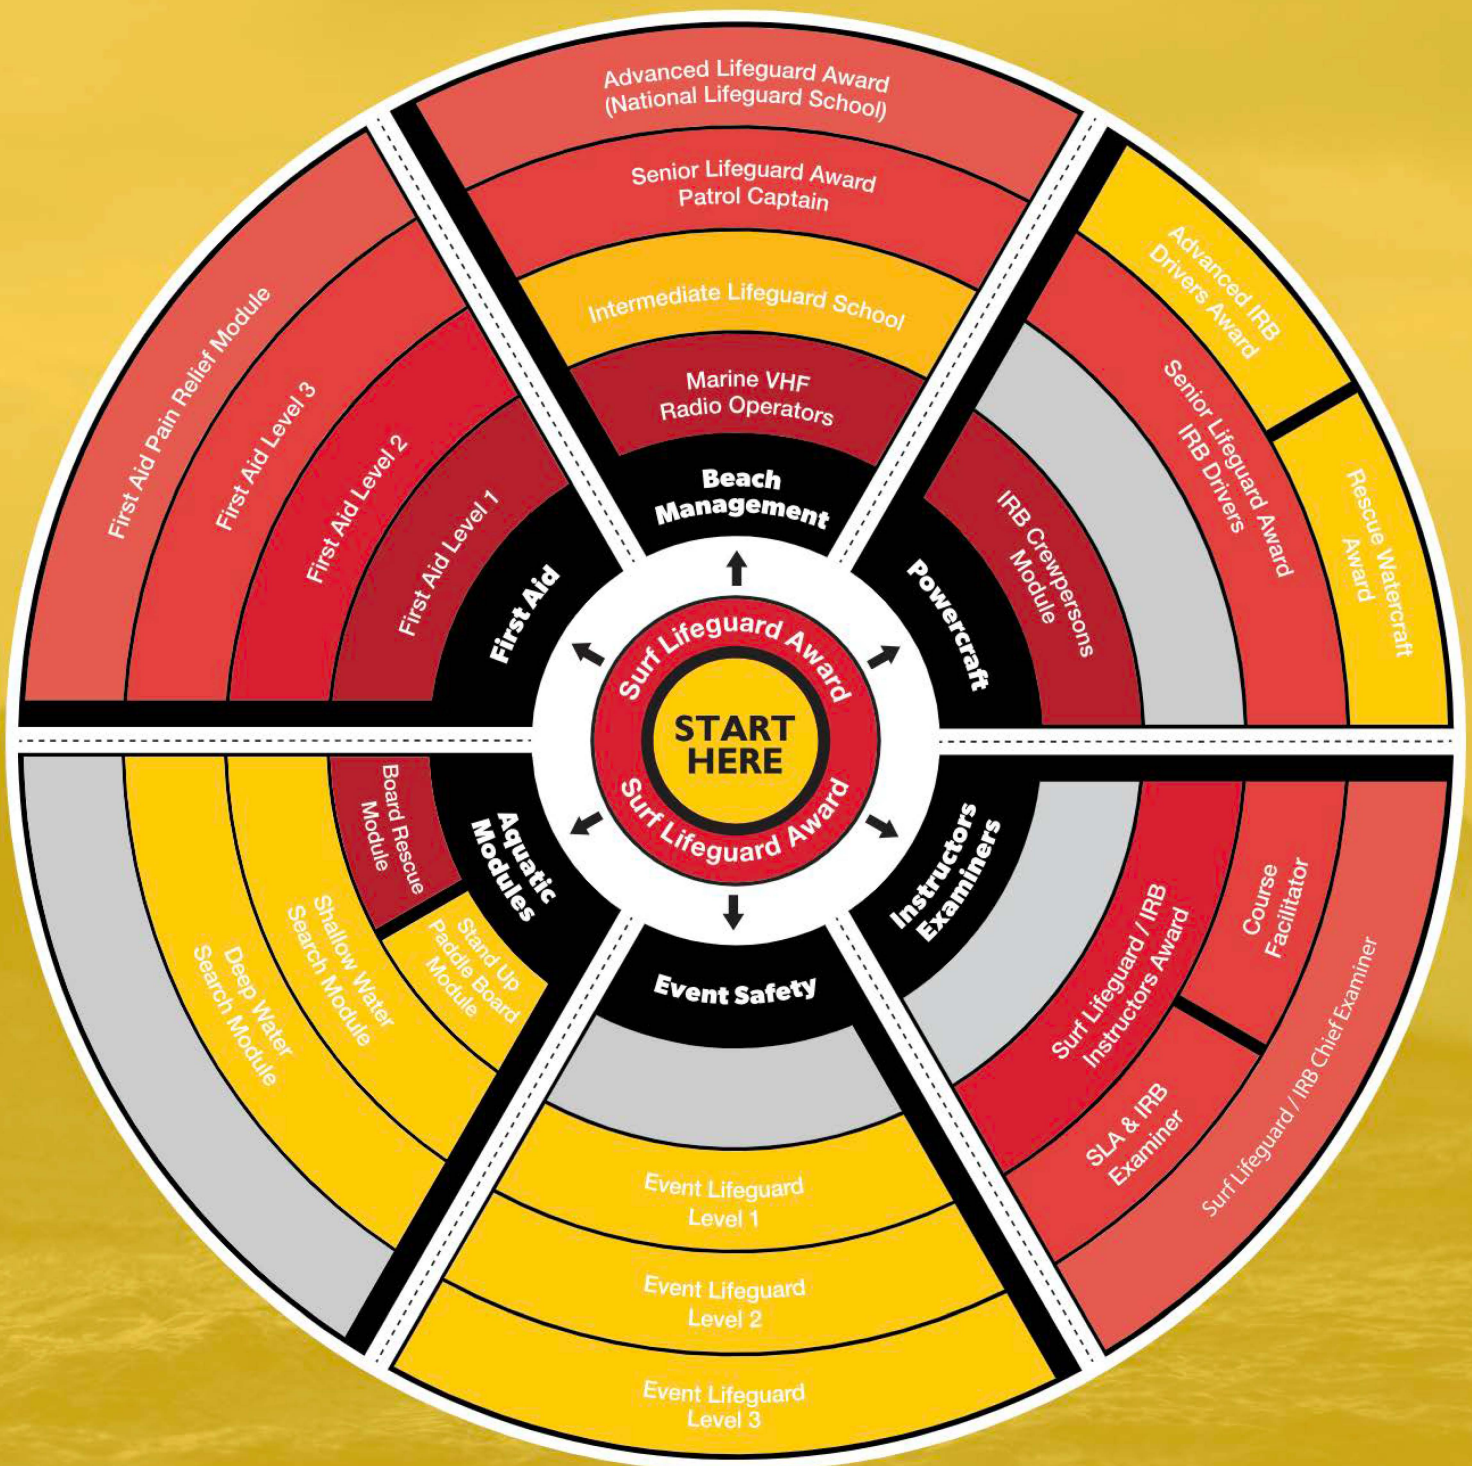 START
HERE
Surf Lifeguard Award
Surf Lifeguard Award
Beach
Management
Marine VHF
Radio Operators
Intermediate Lifeguard School
Senior Lifeguard Award
Patrol Captain
Advanced Lifeguard Award
(National Lifeguard School)
Powercraft
IRB Crewpersons
Module
Senior Lifeguard Award
IRB Drivers
Advanced IRB
Drivers Award
Rescue Watercraft
Award
Instructors
Examiners
Surf Lifeguard / IRB
Instructors Award
Course
Facilitator
SLA & IRB
Examiner
Surf Lifeguard / IRB Chief Examiner
Event Safety
Event Lifeguard
Level 1
Event Lifeguard
Level 2
Event Lifeguard
Level 3
Aquatic
Modules
Board Rescue
Module
Stand Up
Paddle Board
Module
Shallow Water
Search Module
Deep Water
Search Module
First Aid
First Aid Level 1
First Aid Level 2
First Aid Level 3
First Aid Pain Relief Module